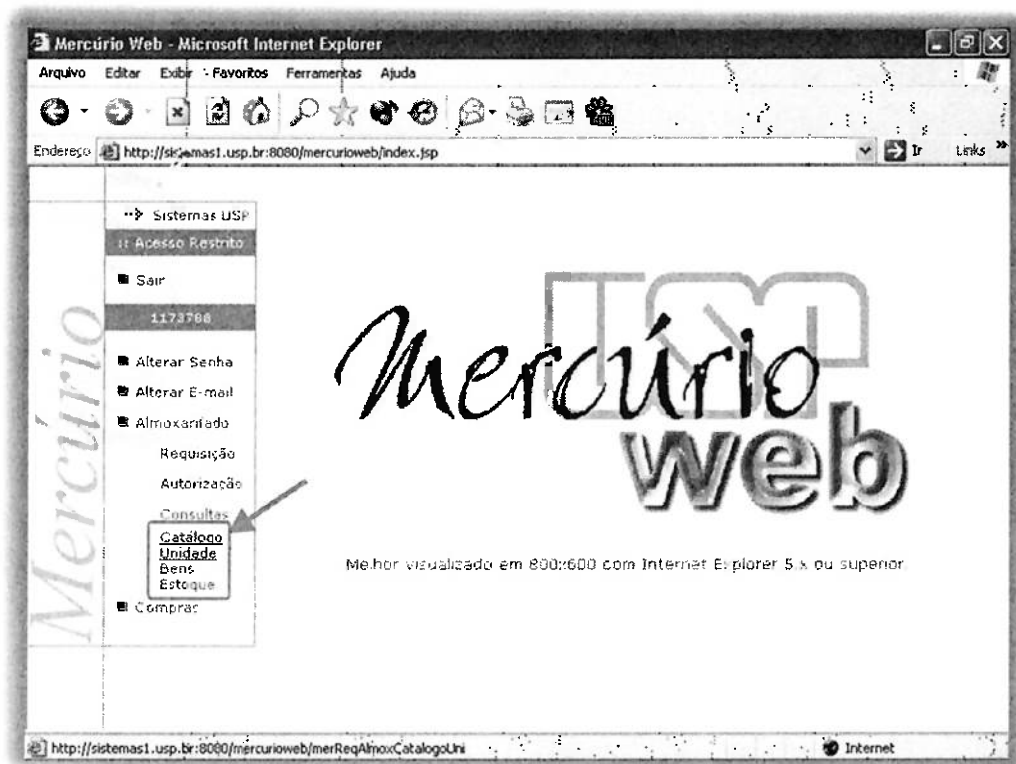 Mercúrio Web - Microsoft Internet Explorer
Arquivo Editar Exibir Favoritos Ferramentas Ajuda
Endereço http://sistemas1.usp.br:8080/mercurioweb/index.jsp Ir Links »
Mercúrio
Sistemas USP
:: Acesso Restrito
Sair
1173788
Alterar Senha
Alterar E-mail
Almoxarifado
Requisição
Autorização
Consultas
Catálogo
Unidade
Bens
Estoque
Compras
USP
Mercúrio
web
Melhor visualizado em 800x600 com Internet Explorer 5.x ou superior.
http://sistemas1.usp.br:8080/mercurioweb/merReqAlmoxCatalogoUni Internet